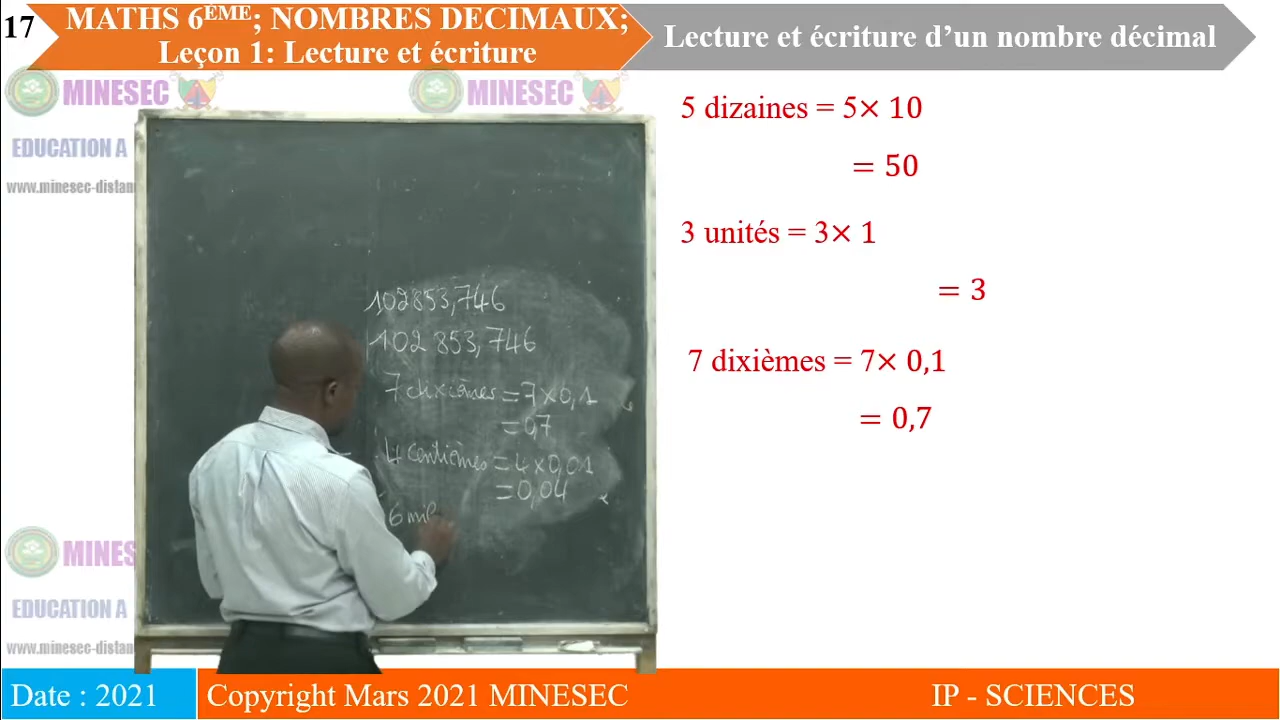 17
MATHS 6EME; NOMBRES DECIMAUX;
Leçon 1: Lecture et écriture
Lecture et écriture d'un nombre décimal
MINESEC
MINESEC
EDUCATION A
www.minesec-distan
102853,746
102 853,746
7 dixièmes = 7×0,1
= 0,7
4 centièmes = 4×0,01
= 0,04
6 mil
5 dizaines = 5× 10
= 50
3 unités = 3× 1
= 3
7 dixièmes = 7× 0,1
= 0,7
MINES
EDUCATION A
www.minesec-distan
Date : 2021
Copyright Mars 2021 MINESEC
IP - SCIENCES